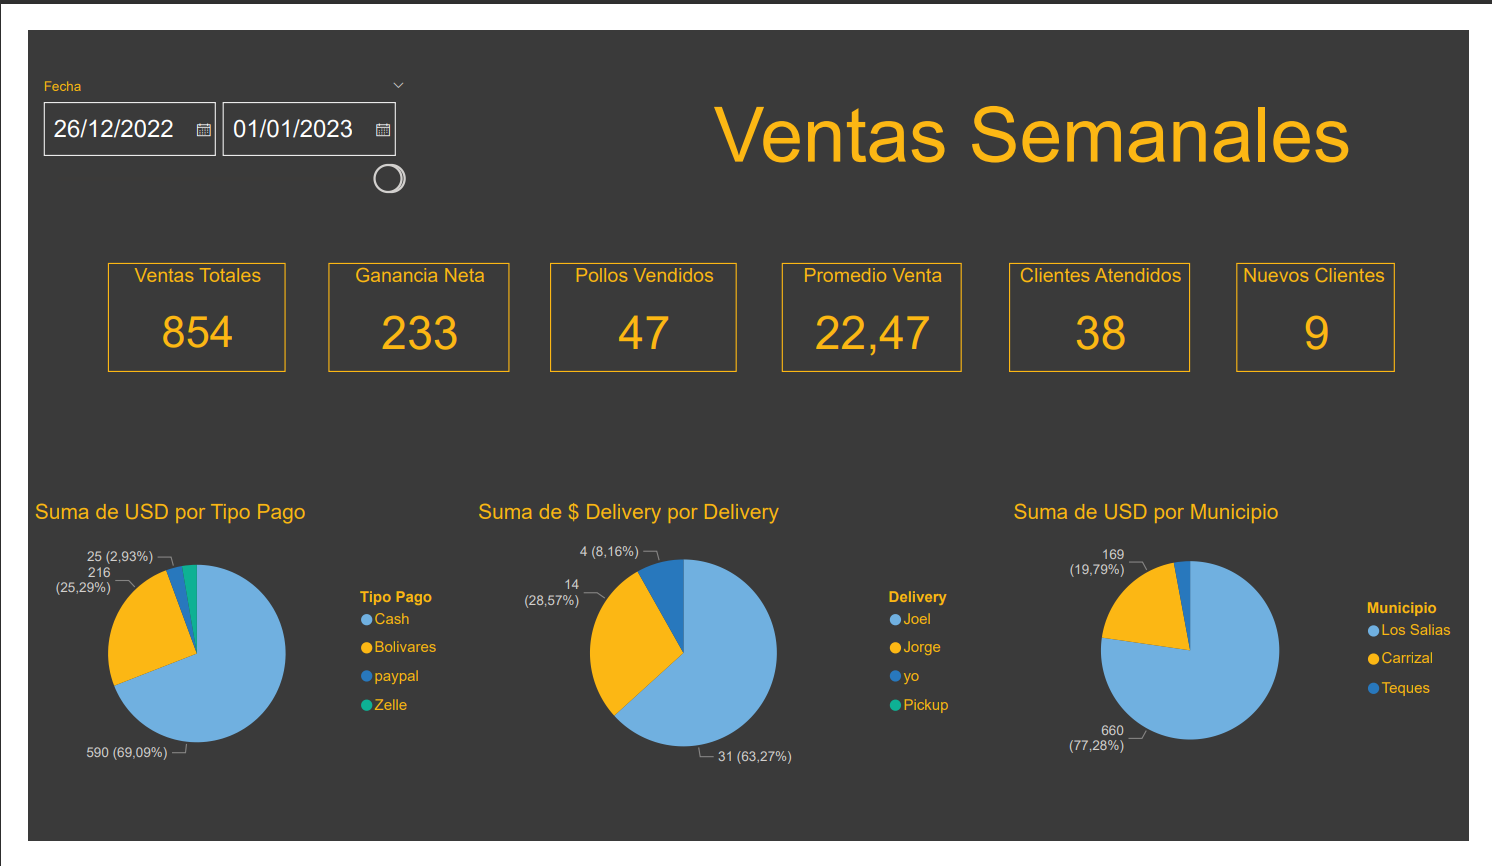 Fecha
26/12/2022
01/01/2023
Ventas Semanales
Ventas Totales
854
Ganancia Neta
233
Pollos Vendidos
47
Promedio Venta
22,47
Clientes Atendidos
38
Nuevos Clientes
9
Suma de USD por Tipo Pago
25 (2,93%)
216
(25,29%)
590 (69,09%)
Tipo Pago
Cash
Bolivares
paypal
Zelle
Suma de $ Delivery por Delivery
4 (8,16%)
14
(28,57%)
31 (63,27%)
Delivery
Joel
Jorge
yo
Pickup
Suma de USD por Municipio
169
(19,79%)
660
(77,28%)
Municipio
Los Salias
Carrizal
Teques